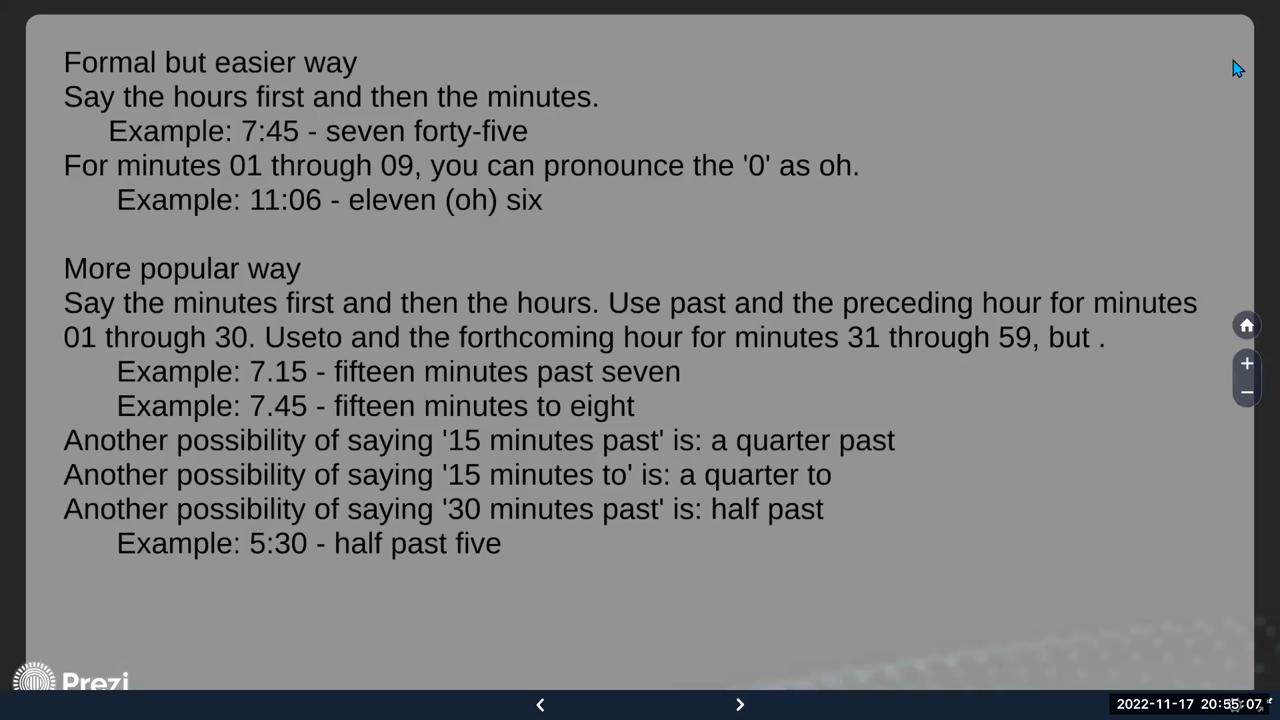 Formal but easier way
Say the hours first and then the minutes.
Example: 7:45 - seven forty-five
For minutes 01 through 09, you can pronounce the '0' as oh.
Example: 11:06 - eleven (oh) six
More popular way
Say the minutes first and then the hours. Use past and the preceding hour for minutes
01 through 30. Useto and the forthcoming hour for minutes 31 through 59, but .
Example: 7.15 - fifteen minutes past seven
Example: 7.45 - fifteen minutes to eight
Another possibility of saying '15 minutes past' is: a quarter past
Another possibility of saying '15 minutes to' is: a quarter to
Another possibility of saying '30 minutes past' is: half past
Example: 5:30 - half past five
Prezi
2022-11-17 20:55:07